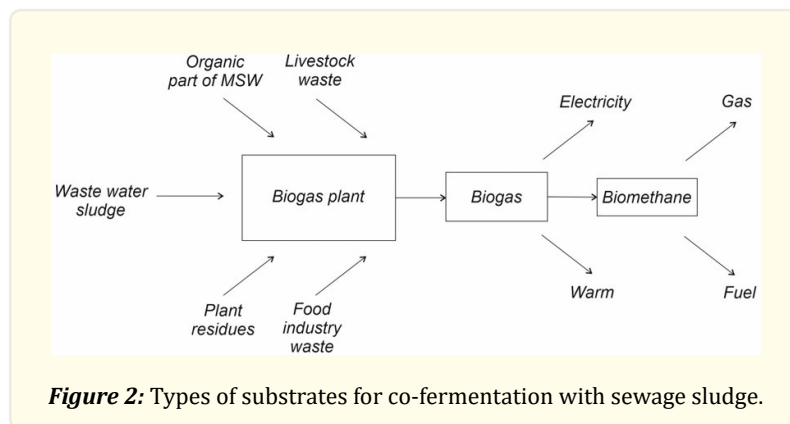 Organic
part of MSW
Livestock
waste
Electricity
Gas
Waste water
sludge
Biogas plant
Biogas
Biomethane
Plant
residues
Food
industry
waste
Warm
Fuel
Figure 2: Types of substrates for co-fermentation with sewage sludge.